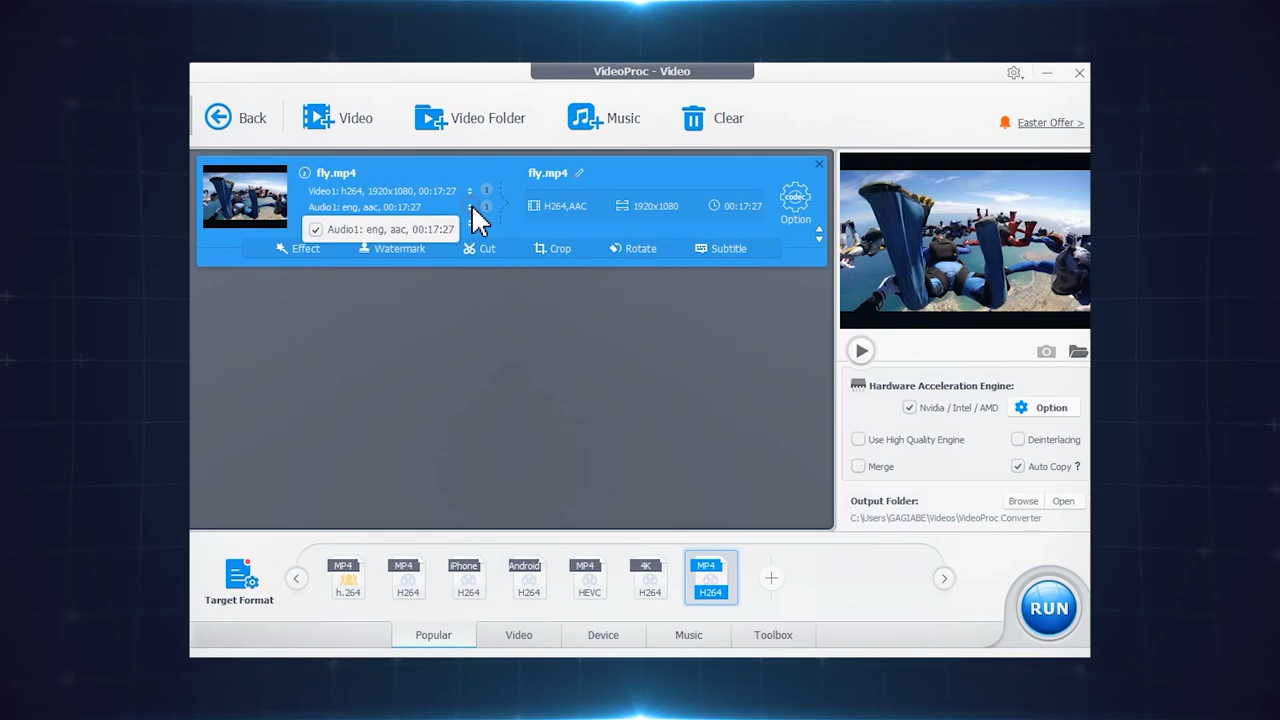 VideoProc - Video
Back
Video
Video Folder
Music
Clear
Easter Offer >
fly.mp4
Video1: h264, 1920x1080, 00:17:27
Audio1: eng, aac, 00:17:27
Audio1: eng, aac, 00:17:27
fly.mp4
H264,AAC
1920x1080
00:17:27
codec
Option
Effect
Watermark
Cut
Crop
Rotate
Subtitle
Hardware Acceleration Engine:
Nvidia / Intel / AMD
Option
Use High Quality Engine
Deinterlacing
Merge
Auto Copy ?
Output Folder:
Browse
Open
C:\Users\GAGIABE\Videos\VideoProc Converter
Target Format
MP4
h.264
MP4
H264
iPhone
H264
Android
H264
MP4
HEVC
4K
H264
MP4
H264
RUN
Popular
Video
Device
Music
Toolbox